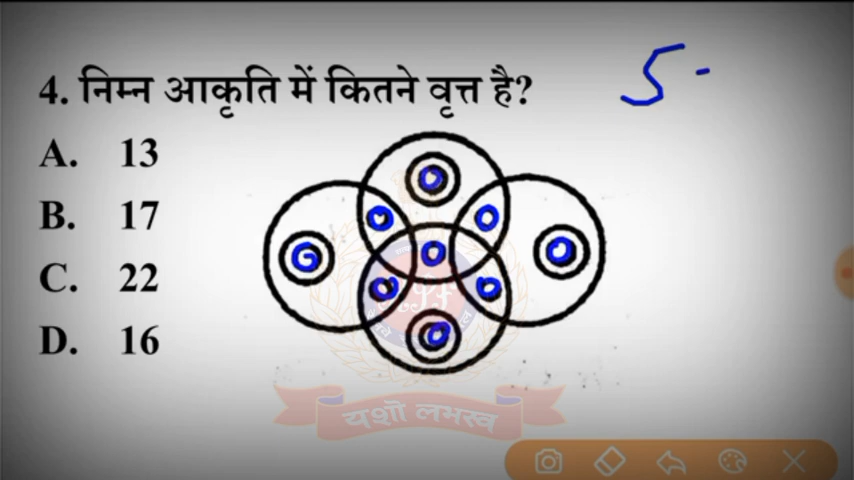 4. निम्न आकृति में कितने वृत्त है?
5
A. 13
B. 17
C. 22
D. 16
यशो लभस्व